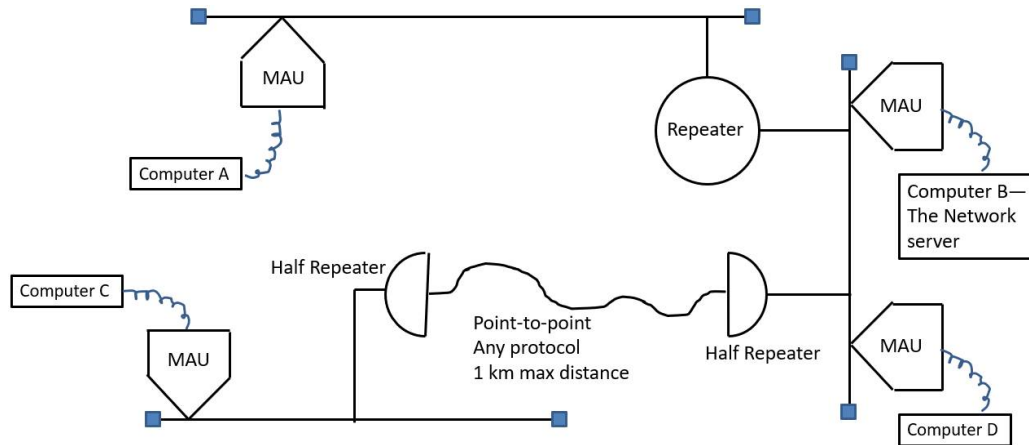 MAU
MAU
Repeater
Computer A
Computer B—
The Network
server
Half Repeater
Computer C
Point-to-point
Any protocol
1 km max distance
Half Repeater
MAU
MAU
Computer D